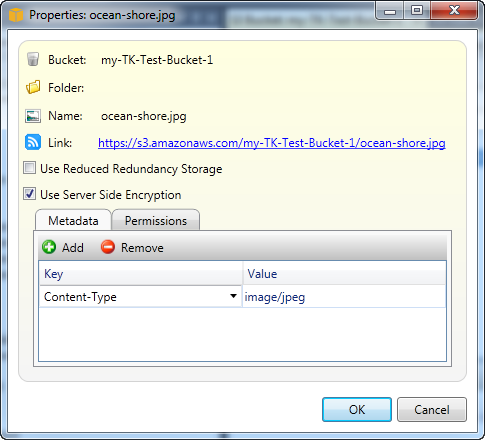 Properties: ocean-shore.jpg
Bucket: my-TK-Test-Bucket-1
Folder:
Name: ocean-shore.jpg
Link: https://s3.amazonaws.com/my-TK-Test-Bucket-1/ocean-shore.jpg
Use Reduced Redundancy Storage
Use Server Side Encryption
Metadata Permissions
Add Remove
Key Value
Content-Type image/jpeg
OK Cancel